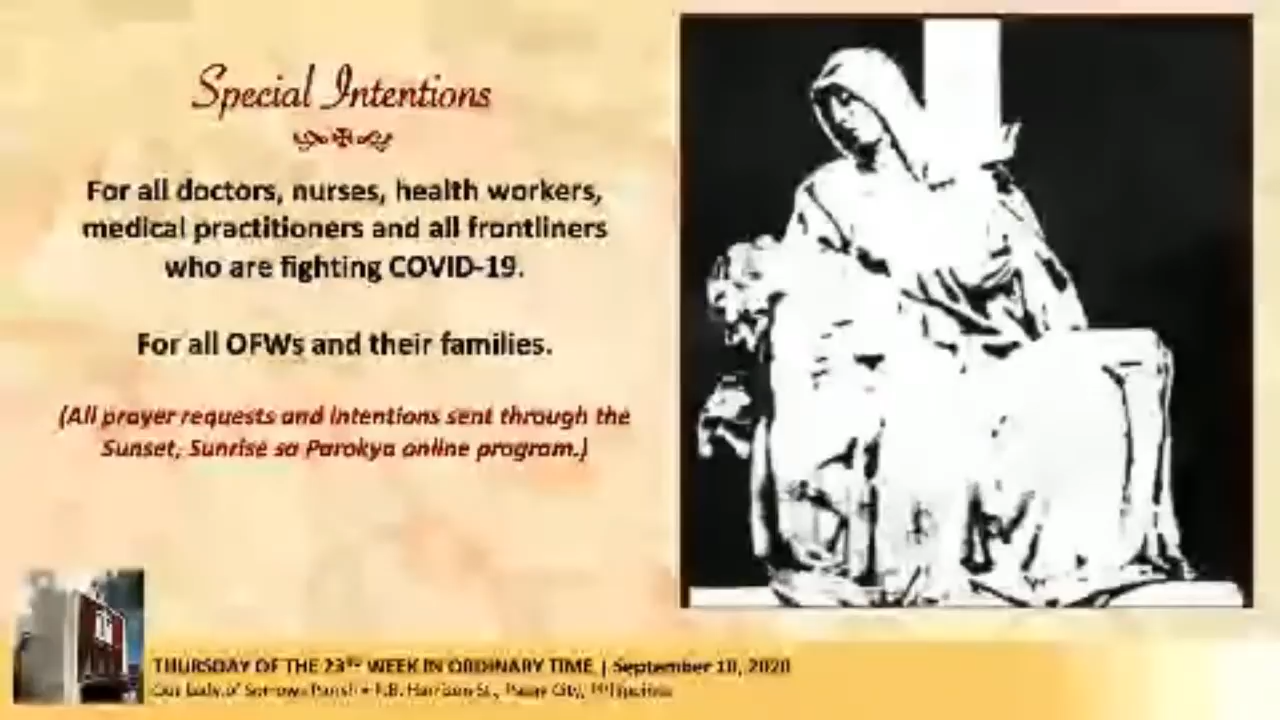 Special Intentions
For all doctors, nurses, health workers,
medical practitioners and all frontliners
who are fighting COVID-19.
For all OFWs and their families.
(All prayer requests and intentions sent through the
Sunset, Sunrise sa Parokya online program.)
THURSDAY OF THE 23RD WEEK IN ORDINARY TIME | September 10, 2020
Our Lady of Sorrows Parish • F.B. Harrison St., Pasay City, Philippines